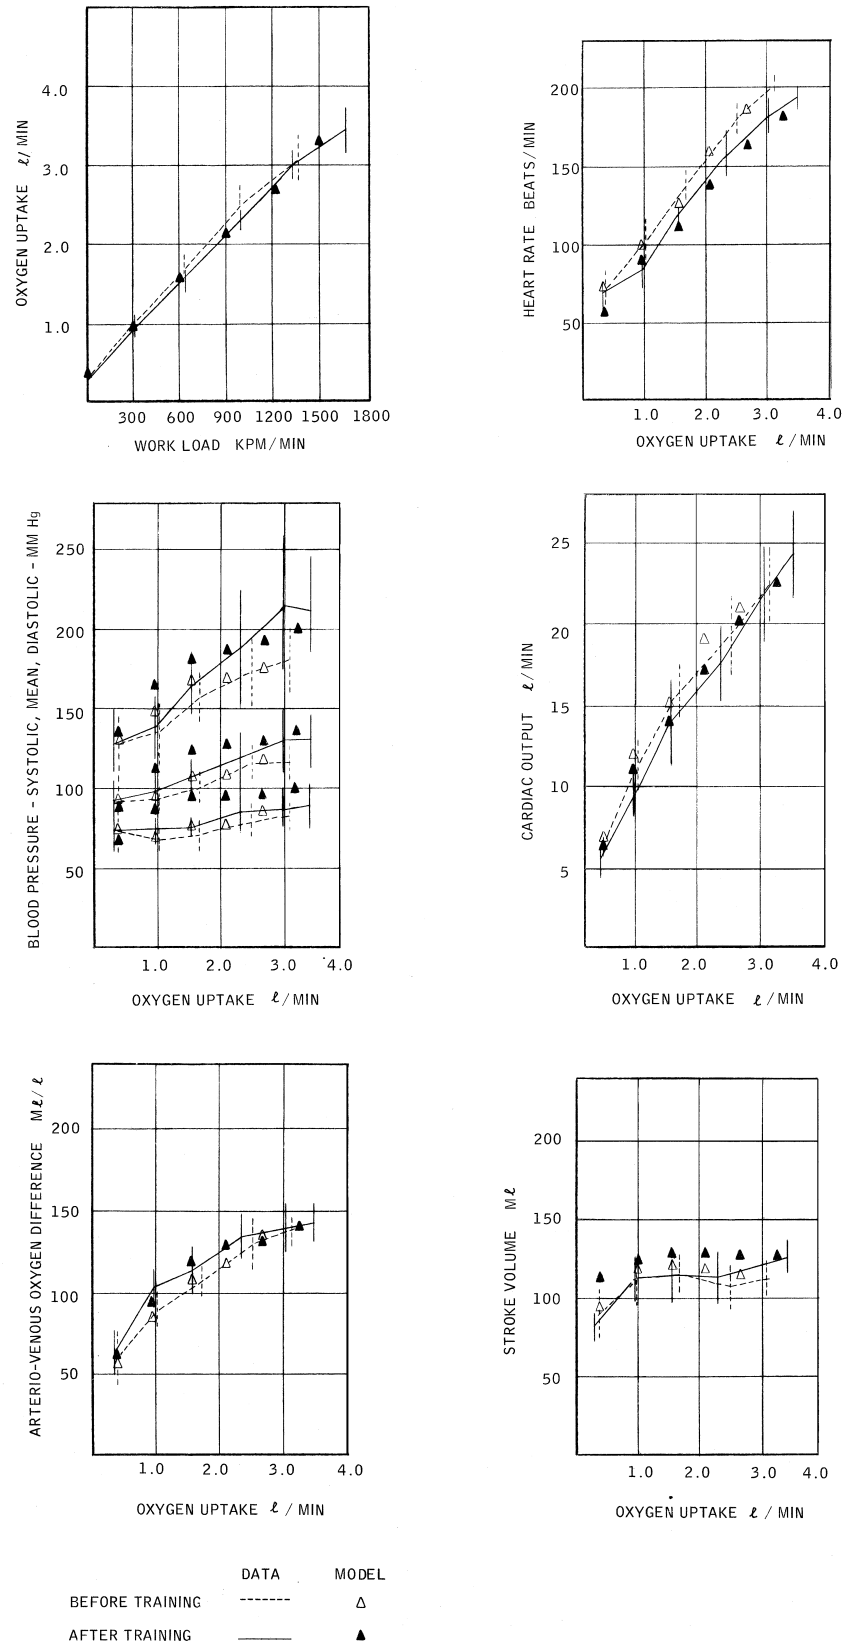 OXYGEN UPTAKE ℓ/MIN
4.0
3.0
2.0
1.0
300 600 900 1200 1500 1800
WORK LOAD KPM/MIN
HEART RATE BEATS/MIN
200
150
100
50
1.0 2.0 3.0 4.0
OXYGEN UPTAKE ℓ/MIN
BLOOD PRESSURE - SYSTOLIC, MEAN, DIASTOLIC - MM Hg
250
200
150
100
50
1.0 2.0 3.0 4.0
OXYGEN UPTAKE ℓ/MIN
CARDIAC OUTPUT ℓ/MIN
25
20
15
10
5
1.0 2.0 3.0 4.0
OXYGEN UPTAKE ℓ/MIN
ARTERIO-VENOUS OXYGEN DIFFERENCE Mℓ/ℓ
200
150
100
50
1.0 2.0 3.0 4.0
OXYGEN UPTAKE ℓ/MIN
STROKE VOLUME Mℓ
200
150
100
50
1.0 2.0 3.0 4.0
OXYGEN UPTAKE ℓ/MIN
DATA MODEL
BEFORE TRAINING
AFTER TRAINING